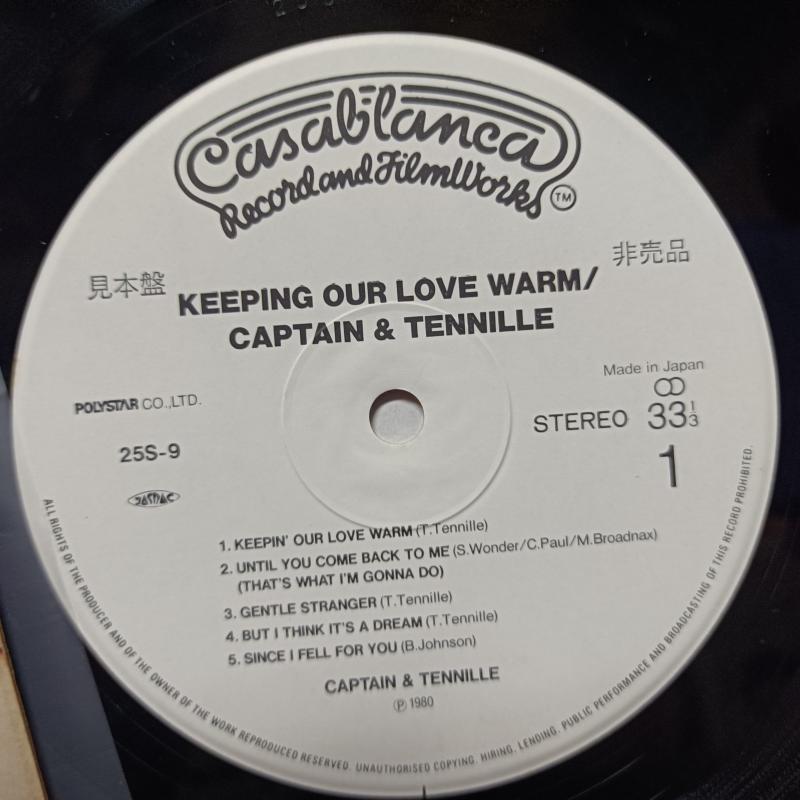 Casablanca
Record and FilmWorks
TM
見本盤
非売品
KEEPING OUR LOVE WARM/
CAPTAIN & TENNILLE
Made in Japan
POLYSTAR CO.,LTD.
STEREO 33 1/3
25S-9
1
JASRAC
1. KEEPIN' OUR LOVE WARM (T.Tennille)
2. UNTIL YOU COME BACK TO ME (S.Wonder/C.Paul/M.Broadnax)
(THAT'S WHAT I'M GONNA DO)
3. GENTLE STRANGER (T.Tennille)
4. BUT I THINK IT'S A DREAM (T.Tennille)
5. SINCE I FELL FOR YOU (B.Johnson)
CAPTAIN & TENNILLE
Ⓟ 1980
ALL RIGHTS OF THE PRODUCER AND OF THE OWNER OF THE WORK REPRODUCED RESERVED. UNAUTHORISED COPYING, HIRING, LENDING, PUBLIC PERFORMANCE AND BROADCASTING OF THIS RECORD PROHIBITED.